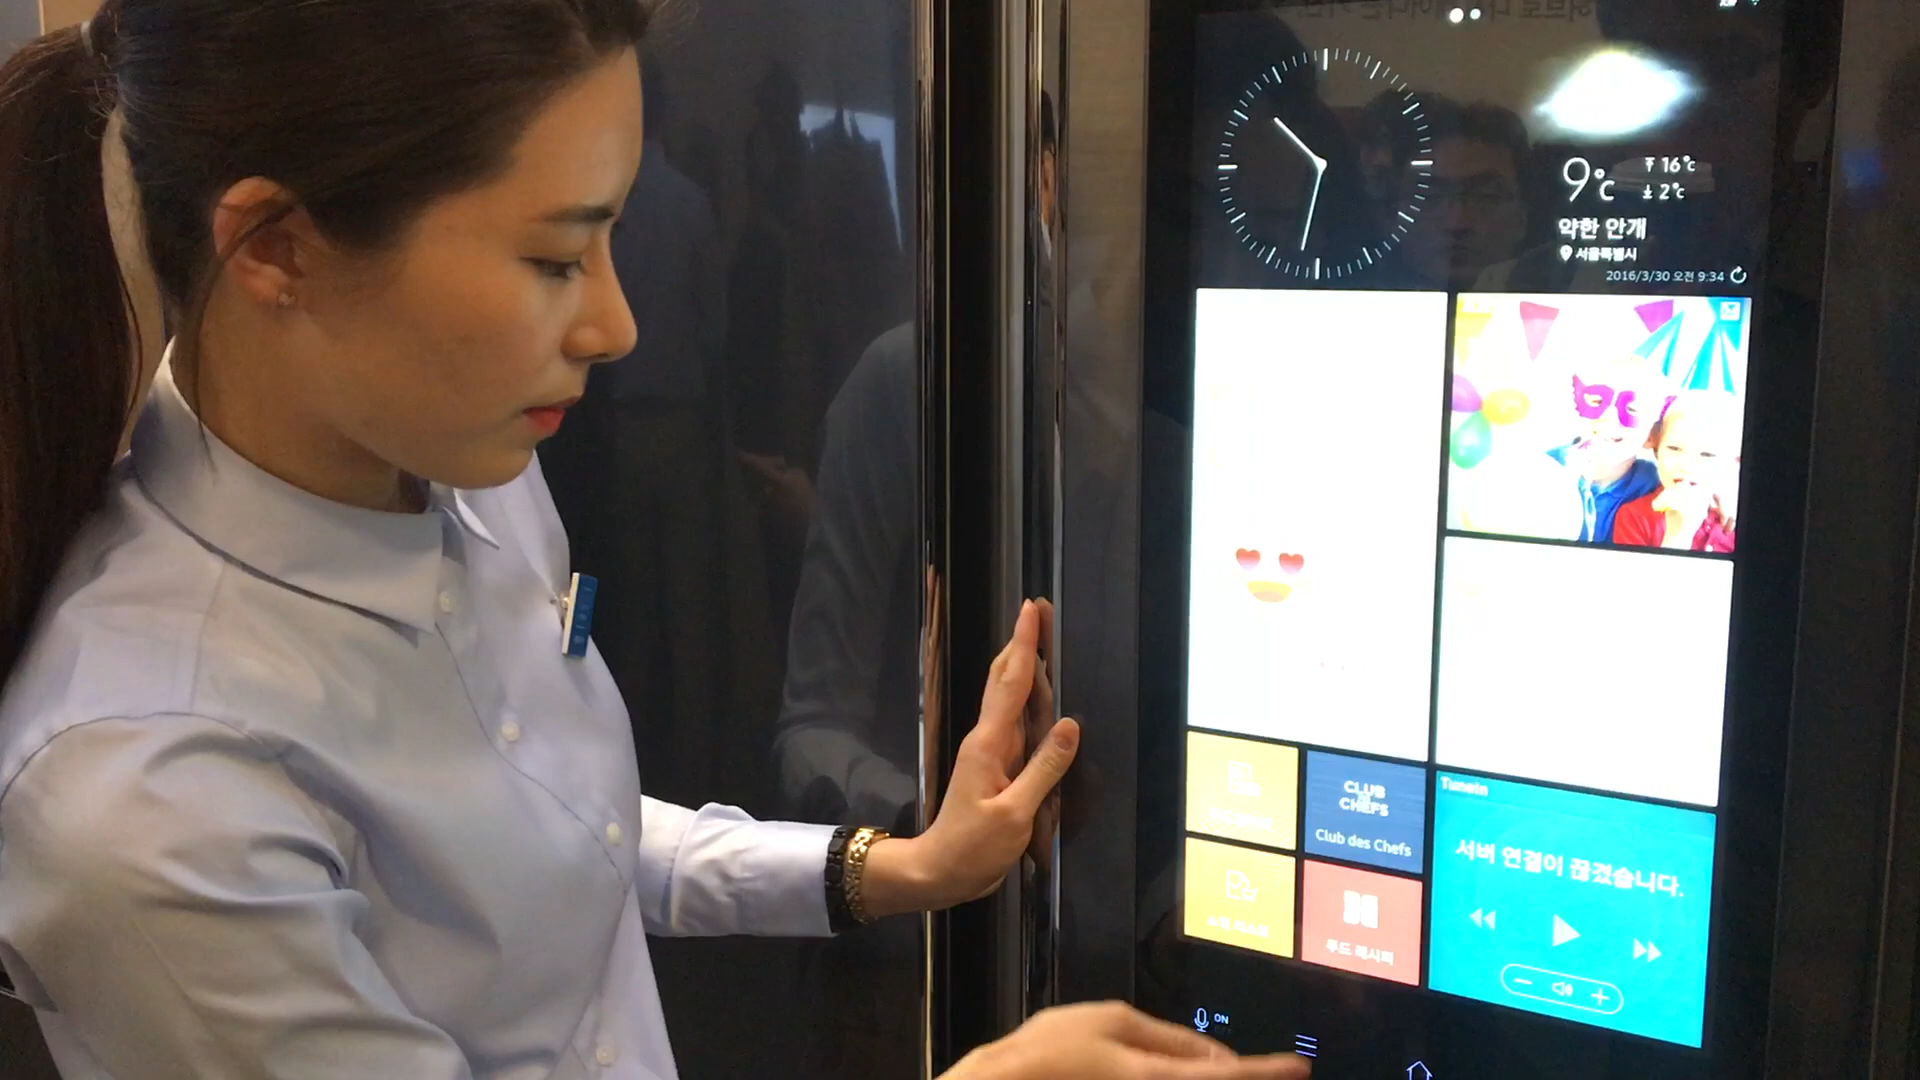 9°c
16°c
2°c
약한 안개
서울특별시
2016/3/30 오전 9:34
CLUB
DES
CHEFS
Club des Chefs
푸드 레시피
TuneIn
서버 연결이 끊겼습니다.
ON